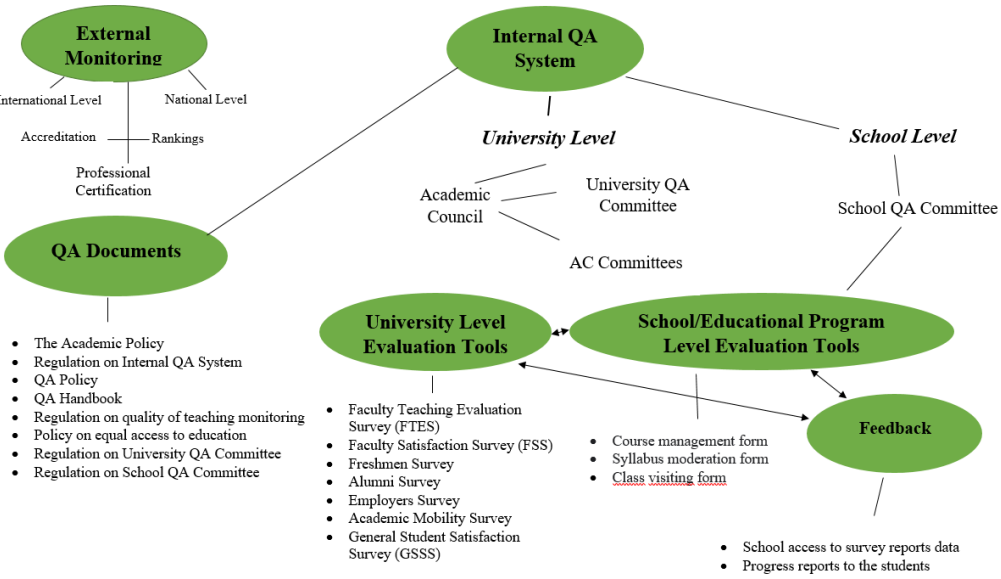 External
Monitoring
International Level
National Level
Accreditation
Rankings
Professional
Certification
Internal QA
System
University Level
School Level
Academic
Council
University QA
Committee
AC Committees
School QA Committee
QA Documents
• The Academic Policy
• Regulation on Internal QA System
• QA Policy
• QA Handbook
• Regulation on quality of teaching monitoring
• Policy on equal access to education
• Regulation on University QA Committee
• Regulation on School QA Committee
University Level
Evaluation Tools
• Faculty Teaching Evaluation
Survey (FTES)
• Faculty Satisfaction Survey (FSS)
• Freshmen Survey
• Alumni Survey
• Employers Survey
• Academic Mobility Survey
• General Student Satisfaction
Survey (GSSS)
School/Educational Program
Level Evaluation Tools
• Course management form
• Syllabus moderation form
• Class visiting form
Feedback
• School access to survey reports data
• Progress reports to the students